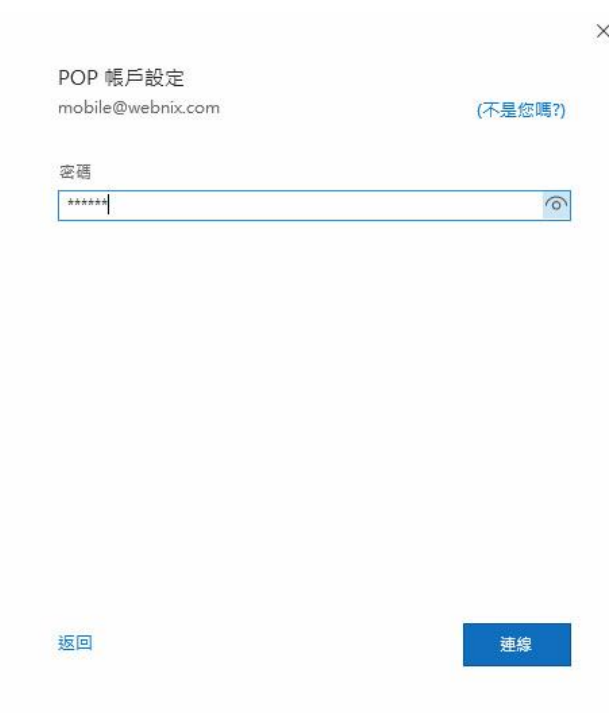 POP 帳戶設定
mobile@webnix.com
(不是您嗎?)
密碼
******
返回
連線